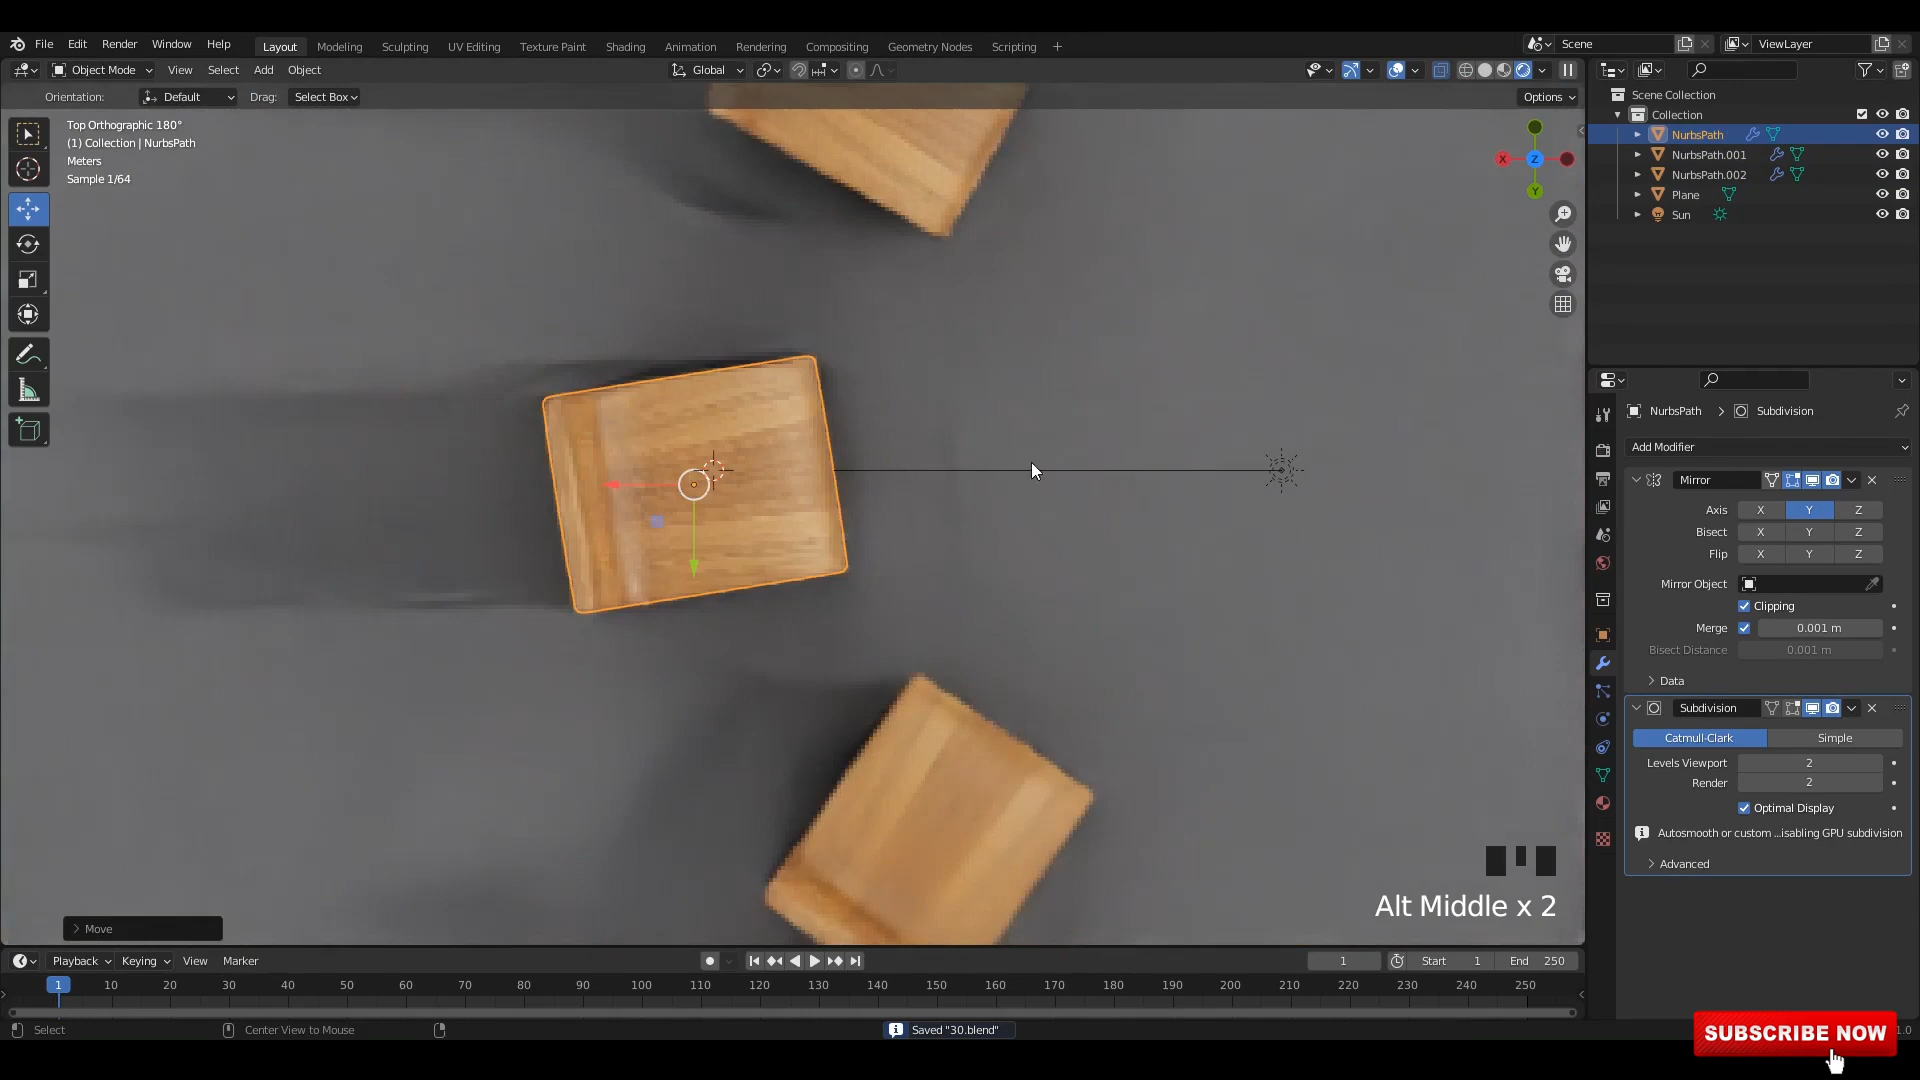 File Edit Render Window Help Layout Modeling Sculpting UV Editing Texture Paint Shading Animation Rendering Compositing Geometry Nodes Scripting + Scene ViewLayer
Object Mode View Select Add Object Global
Orientation: Default Drag: Select Box Options
Top Orthographic 180°
(1) Collection | NurbsPath
Meters
Sample 1/64
X
Z
Y
Scene Collection
Collection
NurbsPath
NurbsPath.001
NurbsPath.002
Plane
Sun
NurbsPath > Subdivision
Add Modifier
Mirror
Axis X Y Z
Bisect X Y Z
Flip X Y Z
Mirror Object
Clipping
Merge 0.001 m
Bisect Distance 0.001 m
Data
Subdivision
Catmull-Clark Simple
Levels Viewport 2
Render 2
Optimal Display
Autosmooth or custom ...isabling GPU subdivision
Advanced
Alt Middle x 2
Move
Playback Keying View Marker 1 Start 1 End 250
1 10 20 30 40 50 60 70 80 90 100 110 120 130 140 150 160 170 180 190 200 210 220 230 240 250
Select Center View to Mouse Saved "30.blend" 1.0
SUBSCRIBE NOW